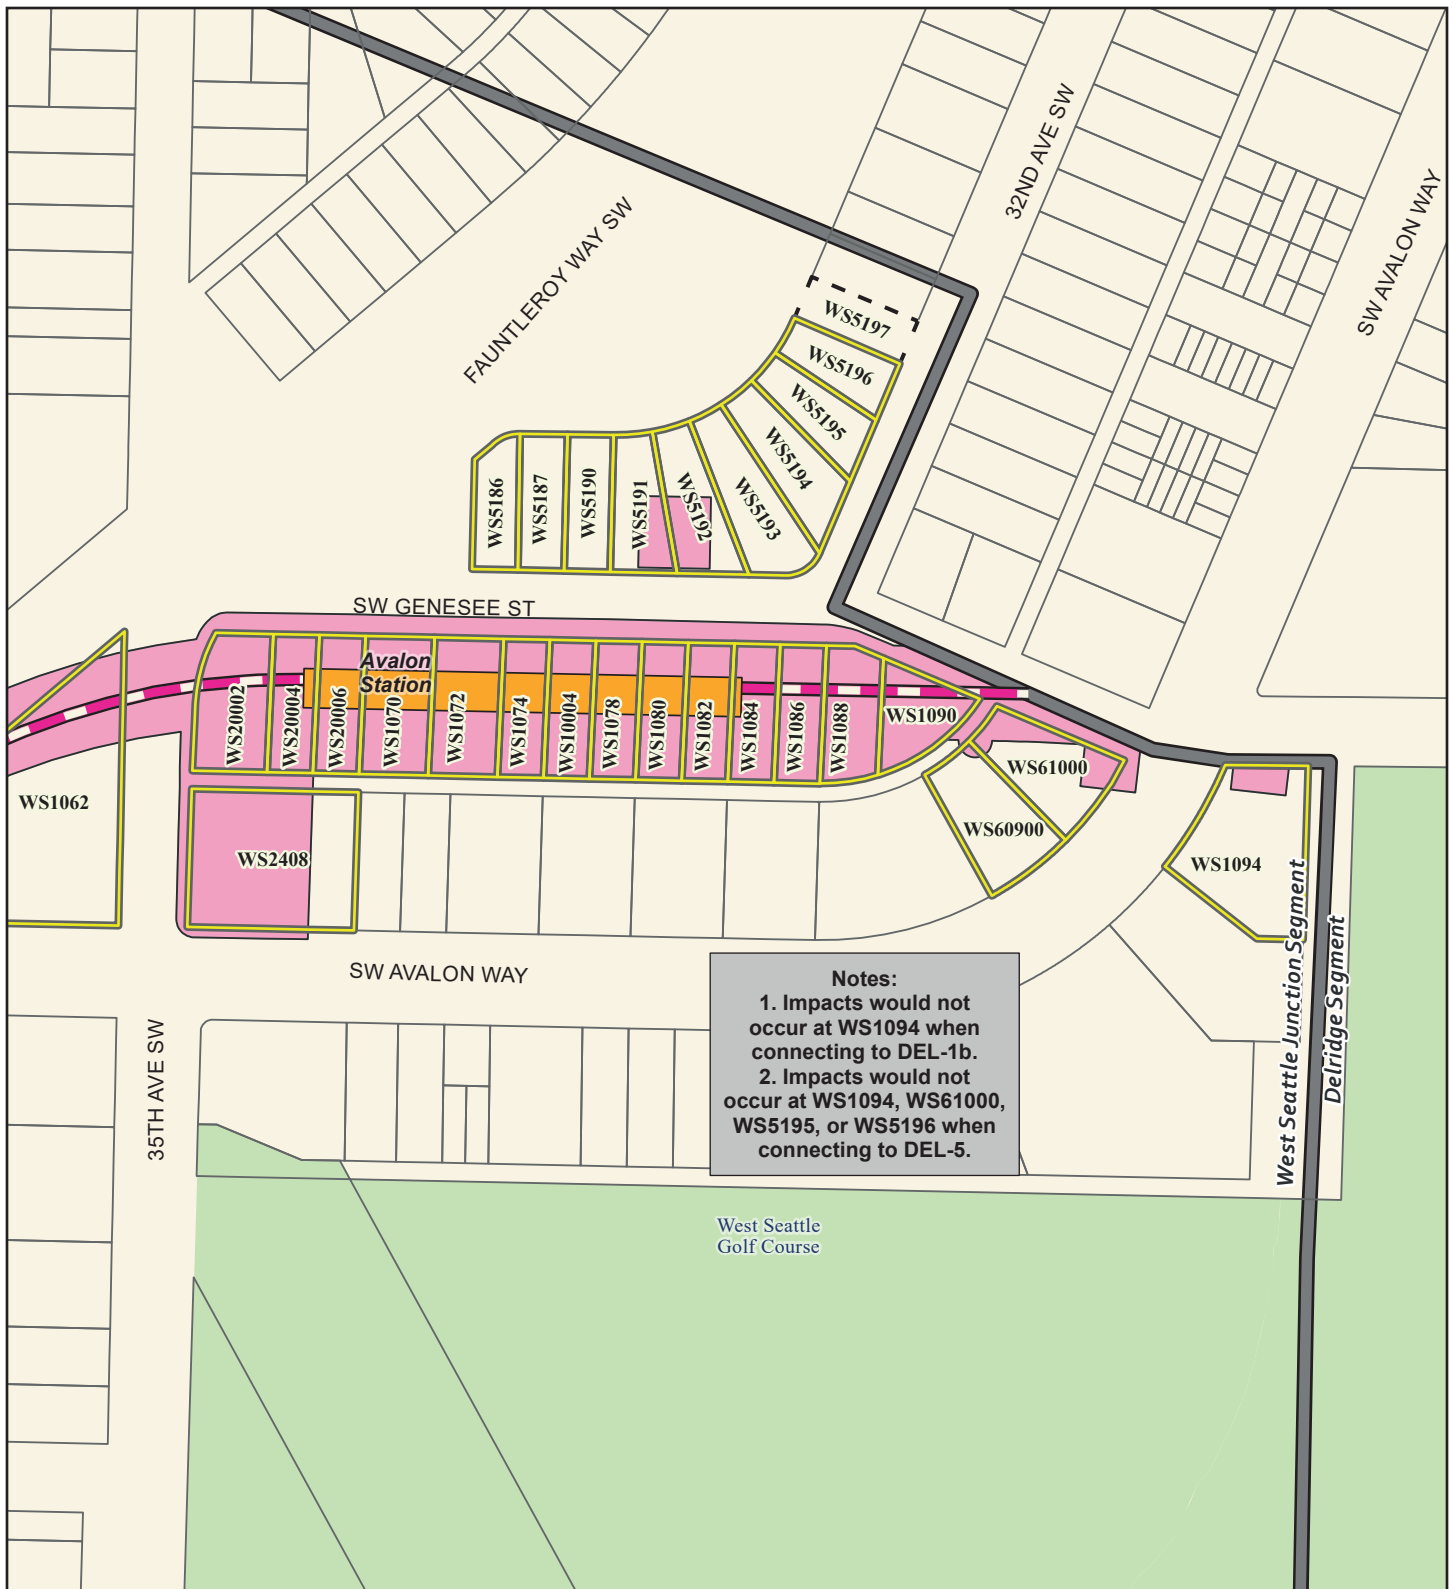 32ND AVE SW
SW AVALON WAY
FAUNTLEROY WAY SW
WS5197
WS5196
WS5195
WS5194
WS5193
WS5192
WS5191
WS5190
WS5187
WS5186
SW GENESEE ST
Avalon
Station
WS20002
WS20004
WS20006
WS1070
WS1072
WS1074
WS10004
WS1078
WS1080
WS1082
WS1084
WS1086
WS1088
WS1090
WS61000
WS60900
WS1094
WS1062
WS2408
SW AVALON WAY
35TH AVE SW
Notes:
1. Impacts would not
occur at WS1094 when
connecting to DEL-1b.
2. Impacts would not
occur at WS1094, WS61000,
WS5195, or WS5196 when
connecting to DEL-5.
West Seattle Junction Segment
Delridge Segment
West Seattle
Golf Course